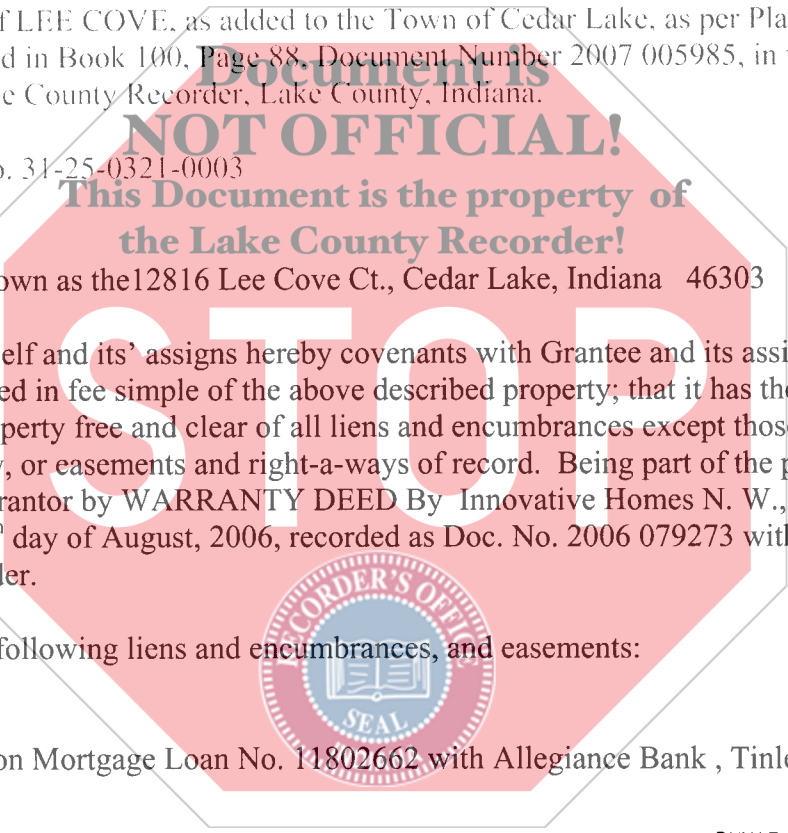 f LEE COVE, as added to the Town of Cedar Lake, as per Pla
d in Book 100, Page 88, Document Number 2007 005985, in
e County Recorder, Lake County, Indiana.
Document is
NOT OFFICIAL!
o. 31-25-0321-0003
This Document is the property of
the Lake County Recorder!
own as the12816 Lee Cove Ct., Cedar Lake, Indiana 46303
STOP
elf and its' assigns hereby covenants with Grantee and its assi
ed in fee simple of the above described property; that it has the
perty free and clear of all liens and encumbrances except thos
, or easements and right-a-ways of record. Being part of the p
rantor by WARRANTY DEED By Innovative Homes N. W.,
day of August, 2006, recorded as Doc. No. 2006 079273 wit
der.
RECORDER'S OFFICE
following liens and encumbrances, and easements:
SEAL
on Mortgage Loan No. 11802662 with Allegiance Bank , Tinle